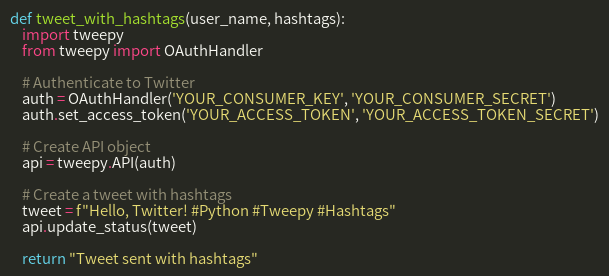 def tweet_with_hashtags(user_name, hashtags):
    import tweepy
    from tweepy import OAuthHandler

    # Authenticate to Twitter
    auth = OAuthHandler('YOUR_CONSUMER_KEY', 'YOUR_CONSUMER_SECRET')
    auth.set_access_token('YOUR_ACCESS_TOKEN', 'YOUR_ACCESS_TOKEN_SECRET')

    # Create API object
    api = tweepy.API(auth)

    # Create a tweet with hashtags
    tweet = f"Hello, Twitter! #Python #Tweepy #Hashtags"
    api.update_status(tweet)

    return "Tweet sent with hashtags"